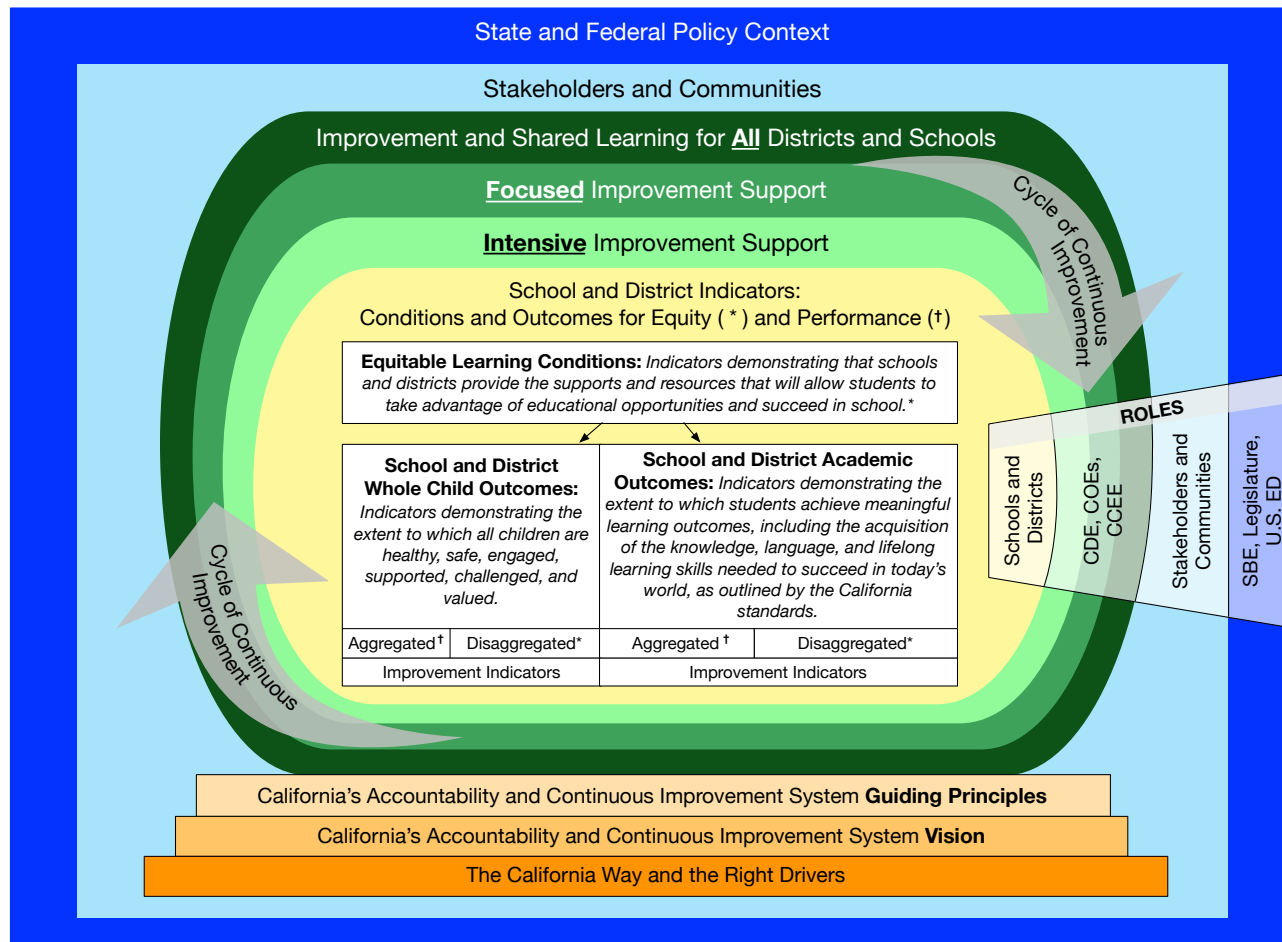 State and Federal Policy Context
Stakeholders and Communities
Improvement and Shared Learning for All Districts and Schools
Focused Improvement Support
Intensive Improvement Support
Cycle of Continuous
Improvement
School and District Indicators:
Conditions and Outcomes for Equity ( * ) and Performance (†)
Equitable Learning Conditions: Indicators demonstrating that schools
and districts provide the supports and resources that will allow students to
take advantage of educational opportunities and succeed in school.*
School and District
Whole Child Outcomes:
Indicators demonstrating the
extent to which all children are
healthy, safe, engaged,
supported, challenged, and
valued.
Aggregated† Disaggregated*
Improvement Indicators
School and District Academic
Outcomes: Indicators demonstrating the
extent to which students achieve meaningful
learning outcomes, including the acquisition
of the knowledge, language, and lifelong
learning skills needed to succeed in today's
world, as outlined by the California
standards.
Aggregated † Disaggregated*
Improvement Indicators
ROLES
Schools and
Districts
CDE, COEs,
CCEE
Stakeholders and
Communities
SBE, Legislature,
U.S. ED
Cycle of Continuous
Improvement
California's Accountability and Continuous Improvement System Guiding Principles
California's Accountability and Continuous Improvement System Vision
The California Way and the Right Drivers